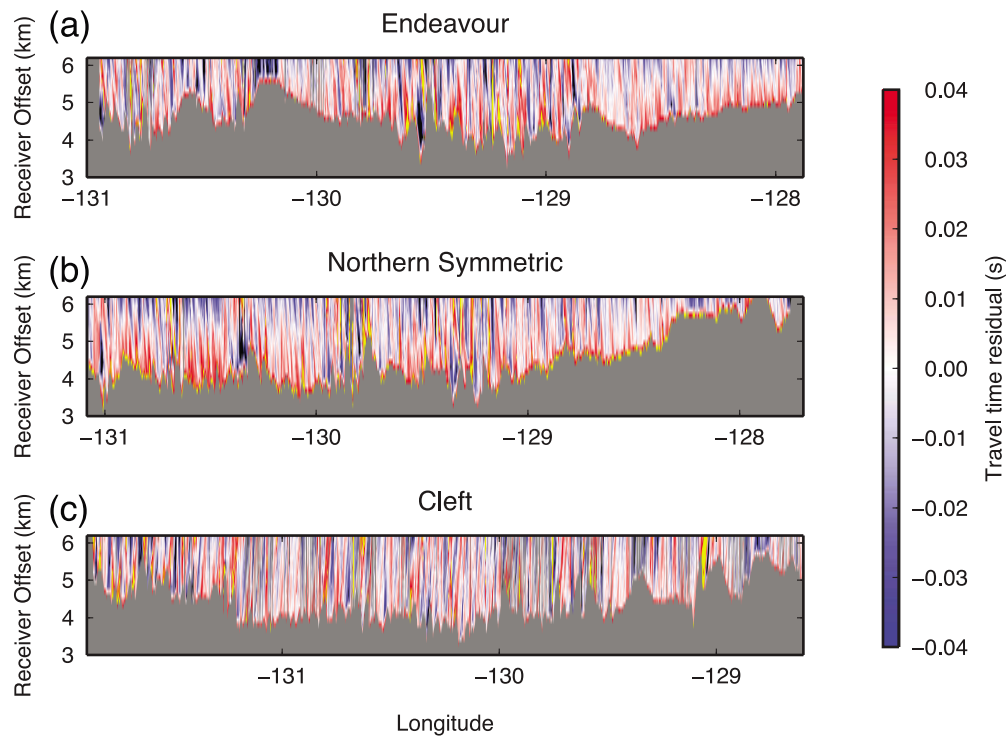 (a)
Endeavour
Receiver Offset (km)
6
5
4
3
−131
−130
−129
−128
(b)
Northern Symmetric
Receiver Offset (km)
6
5
4
3
−131
−130
−129
−128
(c)
Cleft
Receiver Offset (km)
6
5
4
3
−131
−130
−129
Longitude
0.04
0.03
0.02
0.01
0.00
−0.01
−0.02
−0.03
−0.04
Travel time residual (s)